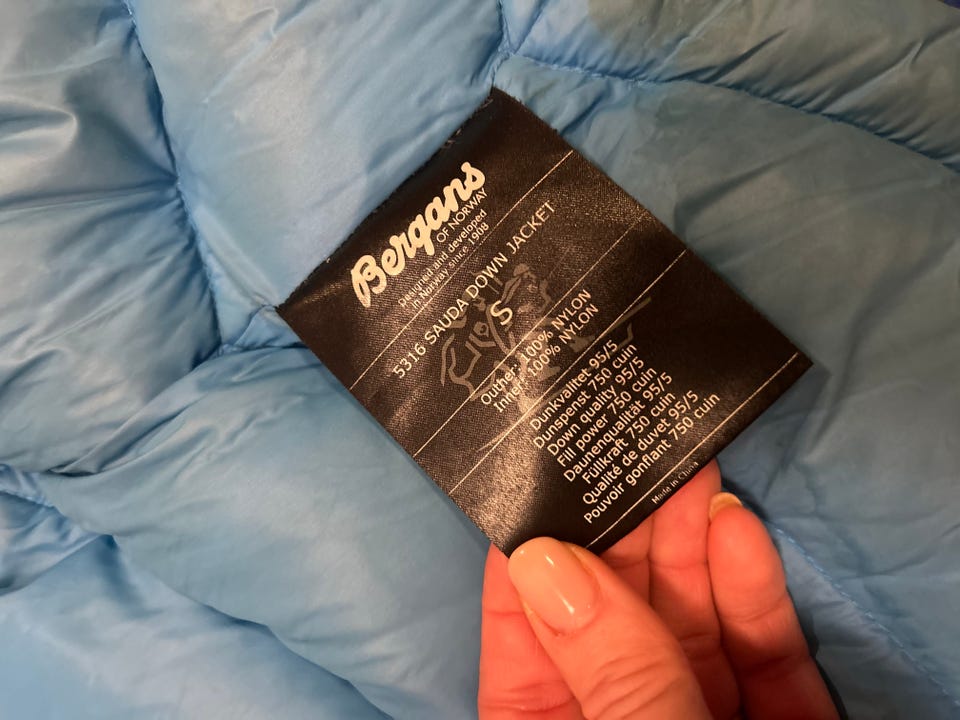 Bergans
OF NORWAY
Designed and developed
in Norway since 1908
5316 SAUDA DOWN JACKET
S
Outher: 100% NYLON
Inner: 100% NYLON
Dunkvalitet 95/5
Dunspenst 750 cuin
Down quality 95/5
Fill power 750 cuin
Daunenqualität 95/5
Füllkraft 750 cuin
Qualité de duvet 95/5
Pouvoir gonflant 750 cuin
Made in China